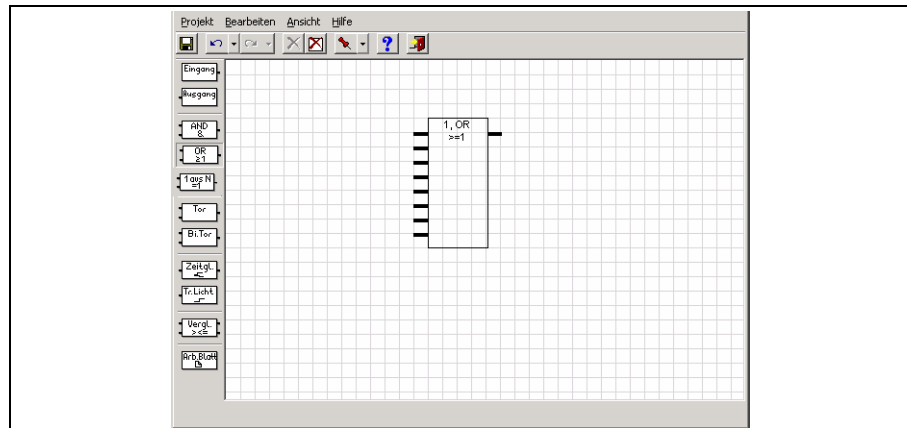 Projekt Bearbeiten Ansicht Hilfe
?
Eingang
Ausgang
AND
&
OR
≥1
1 aus N
=1
Tor
Bi.Tor
Zeitgl.
Tr.Licht
Vergl.
> <=
Arb.Blatt
1, OR
>=1